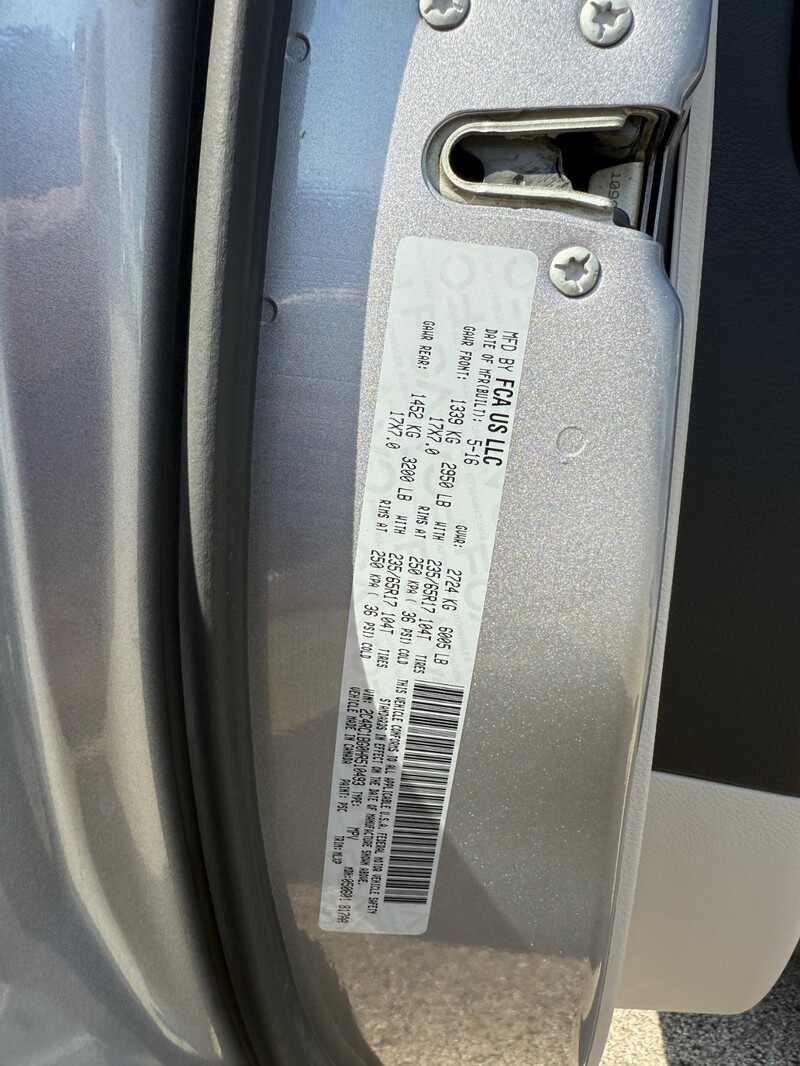 MFD BY FCA US LLC
DATE OF MFR(BUILT): 5-16 GVWR: 2724 KG 6005 LB
GAWR FRONT: 1339 KG 2950 LB WITH 235/65R17 104T TIRES
17X7.0 RIMS AT 250 KPA ( 36 PSI) COLD
GAWR REAR: 1452 KG 3200 LB WITH 235/65R17 104T TIRES
17X7.0 RIMS AT 250 KPA ( 36 PSI) COLD
THIS VEHICLE CONFORMS TO ALL APPLICABLE U.S.A. FEDERAL MOTOR VEHICLE SAFETY
STANDARDS IN EFFECT ON THE DATE OF MANUFACTURE SHOWN ABOVE.
VIN: TYPE: MPV MDH:
VEHICLE MADE IN CANADA PAINT: PSC TRIM: